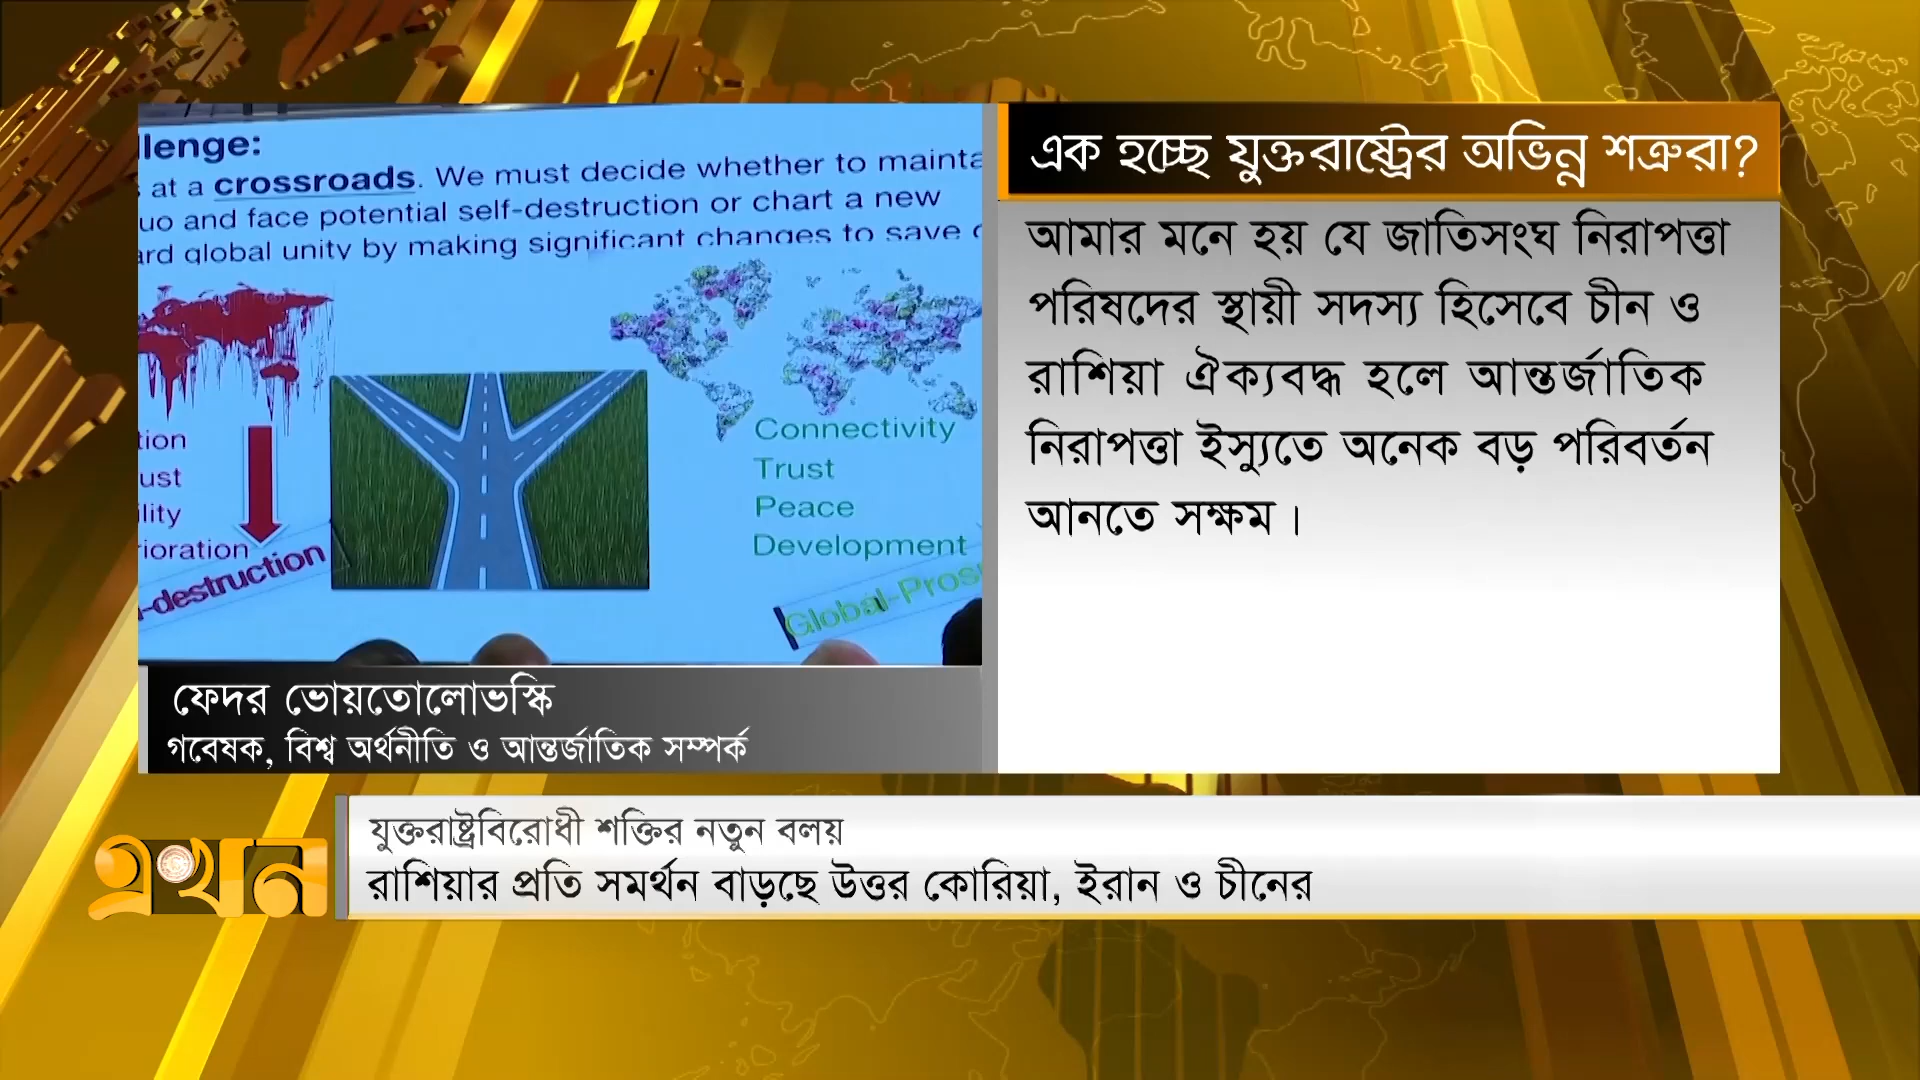 llenge:
at a crossroads. We must decide whether to mainta
uo and face potential self-destruction or chart a new
ard global unity by making significant changes to save
tion
ust
ility
rioration
-destruction
Connectivity
Trust
Peace
Development
Global-Pros
এক হচ্ছে যুক্তরাষ্ট্রের অভিন্ন শত্রুরা?
আমার মনে হয় যে জাতিসংঘ নিরাপত্তা
পরিষদের স্থায়ী সদস্য হিসেবে চীন ও
রাশিয়া ঐক্যবদ্ধ হলে আন্তর্জাতিক
নিরাপত্তা ইস্যুতে অনেক বড় পরিবর্তন
আনতে সক্ষম।
ফেদর ভোয়তোলোভস্কি
গবেষক, বিশ্ব অর্থনীতি ও আন্তর্জাতিক সম্পর্ক
এখন
যুক্তরাষ্ট্রবিরোধী শক্তির নতুন বলয়
রাশিয়ার প্রতি সমর্থন বাড়ছে উত্তর কোরিয়া, ইরান ও চীনের